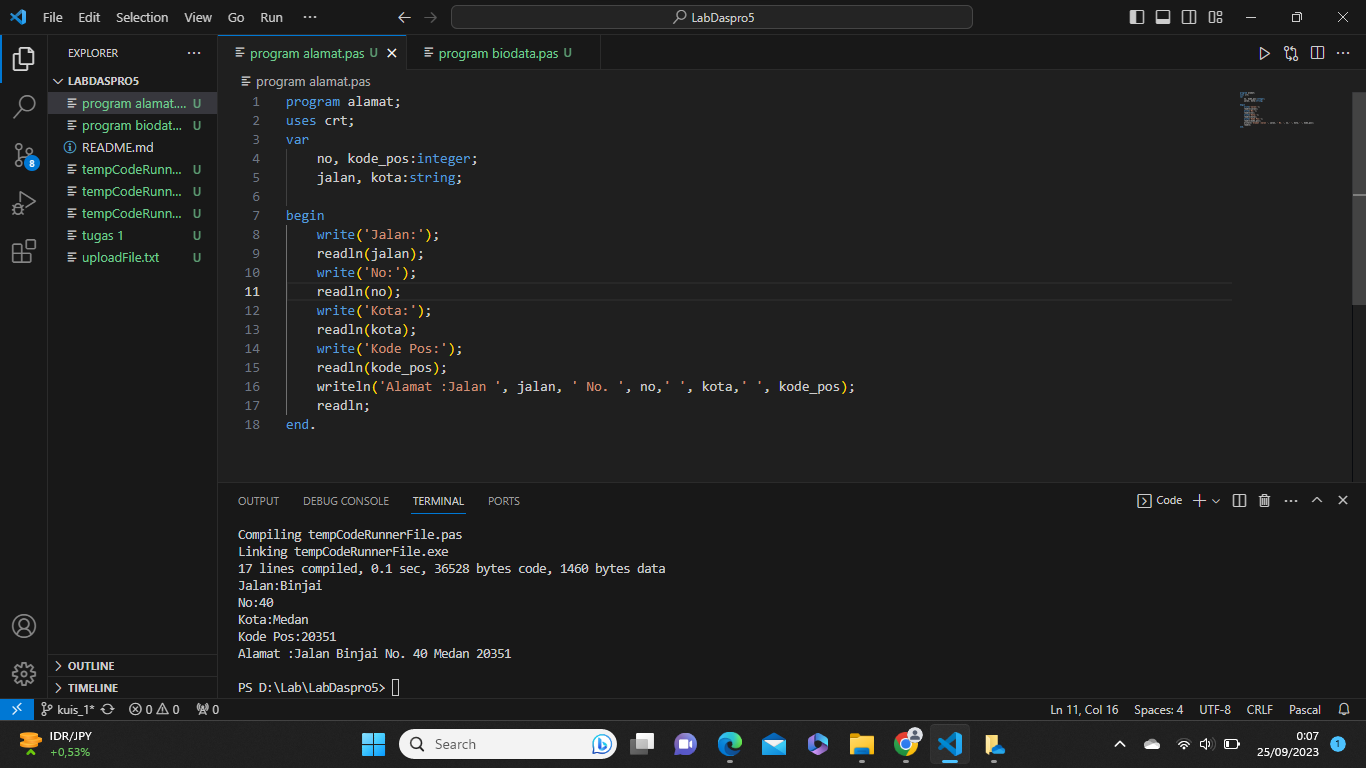 File Edit Selection View Go Run ···
LabDaspro5
EXPLORER ···
LABDASPRO5
program alamat.... U
program biodat... U
README.md
tempCodeRunn... U
tempCodeRunn... U
tempCodeRunn... U
tugas 1 U
uploadFile.txt U
OUTLINE
TIMELINE
8
program alamat.pas U
program biodata.pas U
program alamat.pas
1 program alamat;
2 uses crt;
3 var
4 no, kode_pos:integer;
5 jalan, kota:string;
6
7 begin
8 write('Jalan:');
9 readln(jalan);
10 write('No:');
11 readln(no);
12 write('Kota:');
13 readln(kota);
14 write('Kode Pos:');
15 readln(kode_pos);
16 writeln('Alamat :Jalan ', jalan, ' No. ', no,' ', kota,' ', kode_pos);
17 readln;
18 end.
OUTPUT DEBUG CONSOLE TERMINAL PORTS
Code
Compiling tempCodeRunnerFile.pas
Linking tempCodeRunnerFile.exe
17 lines compiled, 0.1 sec, 36528 bytes code, 1460 bytes data
Jalan:Binjai
No:40
Kota:Medan
Kode Pos:20351
Alamat :Jalan Binjai No. 40 Medan 20351
PS D:\Lab\LabDaspro5>
kuis_1* 0 0 0
Ln 11, Col 16 Spaces: 4 UTF-8 CRLF Pascal
IDR/JPY
+0,53%
Search
0:07
25/09/2023
1